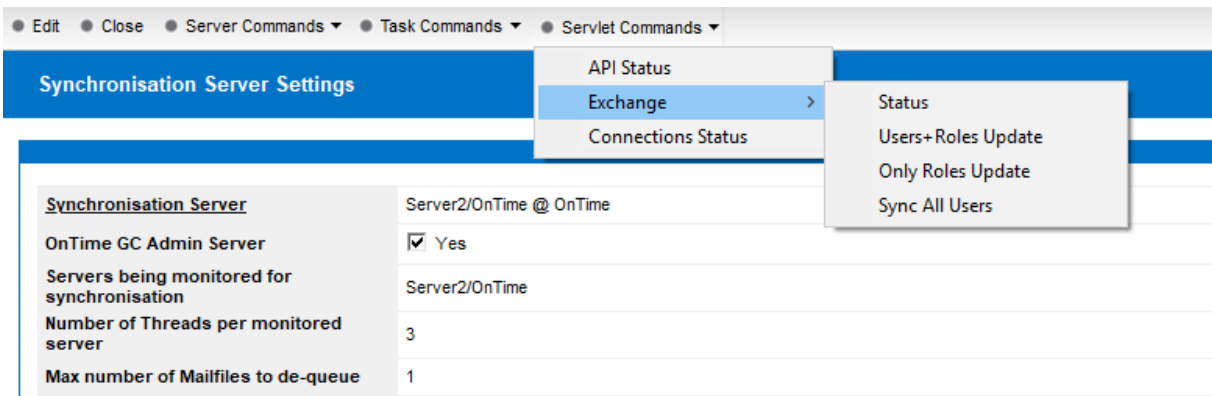 Edit Close Server Commands Task Commands Servlet Commands
API Status
Synchronisation Server Settings
Exchange
Status
Connections Status
Users+Roles Update
Only Roles Update
Sync All Users
Synchronisation Server Server2/OnTime @ OnTime
OnTime GC Admin Server Yes
Servers being monitored for
synchronisation
Server2/OnTime
Number of Threads per monitored
server
3
Max number of Mailfiles to de-queue 1